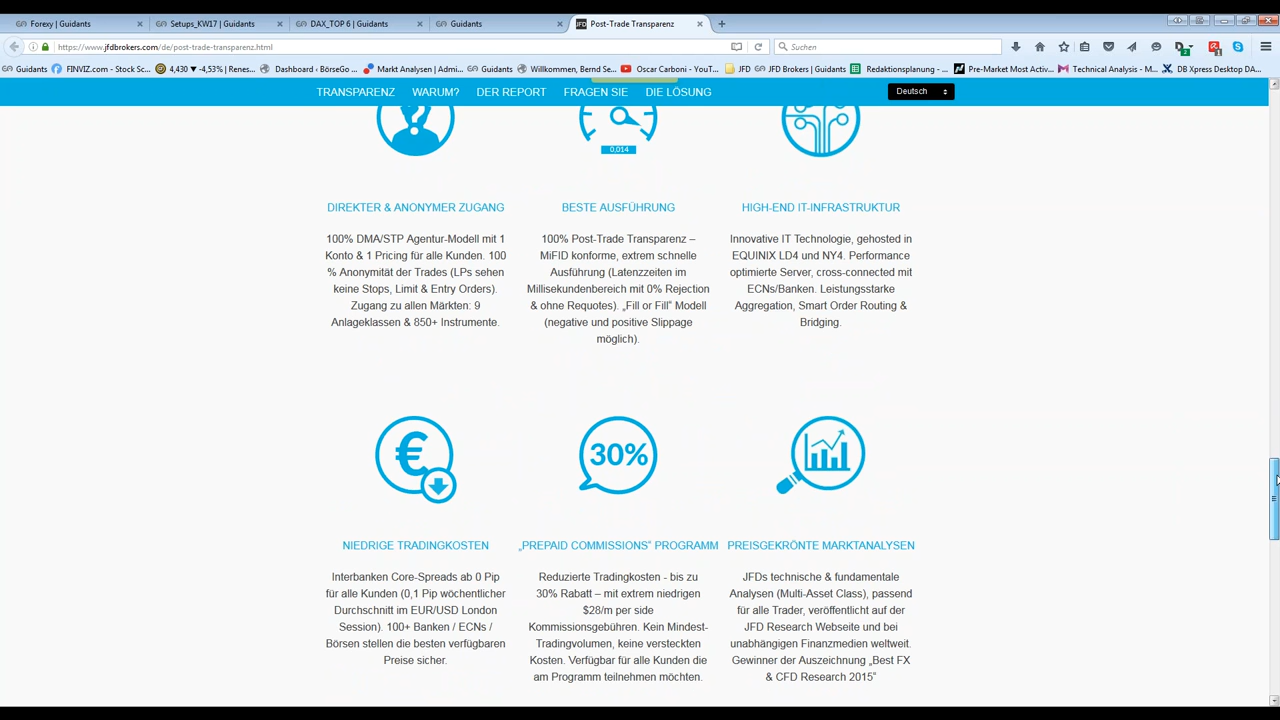 Forexy | Guidants
Setups_KW17 | Guidants
DAX_TOP 6 | Guidants
Guidants
Post-Trade Transparenz
https://www.jfdbrokers.com/de/post-trade-transparenz.html
Suchen
Guidants
FINVIZ.com - Stock Sc...
4,430 ▼ -4,53% | Renes...
Dashboard ‹ BörseGo ...
Markt Analysen | Admi...
Guidants
Willkommen, Bernd Se...
Oscar Carboni - YouT...
JFD
JFD Brokers | Guidants
Redaktionsplanung - ...
Pre-Market Most Activ...
Technical Analysis - M...
DB Xpress Desktop DA...
TRANSPARENZ
WARUM?
DER REPORT
FRAGEN SIE
DIE LÖSUNG
Deutsch
0,014
DIREKTER & ANONYMER ZUGANG
100% DMA/STP Agentur-Modell mit 1
Konto & 1 Pricing für alle Kunden. 100
% Anonymität der Trades (LPs sehen
keine Stops, Limit & Entry Orders).
Zugang zu allen Märkten: 9
Anlageklassen & 850+ Instrumente.
BESTE AUSFÜHRUNG
100% Post-Trade Transparenz –
MiFID konforme, extrem schnelle
Ausführung (Latenzzeiten im
Millisekundenbereich mit 0% Rejection
& ohne Requotes). „Fill or Fill” Modell
(negative und positive Slippage
möglich).
HIGH-END IT-INFRASTRUKTUR
Innovative IT Technologie, gehosted in
EQUINIX LD4 und NY4. Performance
optimierte Server, cross-connected mit
ECNs/Banken. Leistungsstarke
Aggregation, Smart Order Routing &
Bridging.
€
NIEDRIGE TRADINGKOSTEN
Interbanken Core-Spreads ab 0 Pip
für alle Kunden (0,1 Pip wöchentlicher
Durchschnitt im EUR/USD London
Session). 100+ Banken / ECNs /
Börsen stellen die besten verfügbaren
Preise sicher.
30%
„PREPAID COMMISSIONS” PROGRAMM
Reduzierte Tradingkosten - bis zu
30% Rabatt – mit extrem niedrigen
$28/m per side
Kommissionsgebühren. Kein Mindest-
Tradingvolumen, keine versteckten
Kosten. Verfügbar für alle Kunden die
am Programm teilnehmen möchten.
PREISGEKRÖNTE MARKTANALYSEN
JFDs technische & fundamentale
Analysen (Multi-Asset Class), passend
für alle Trader, veröffentlicht auf der
JFD Research Webseite und bei
unabhängigen Finanzmedien weltweit.
Gewinner der Auszeichnung „Best FX
& CFD Research 2015”